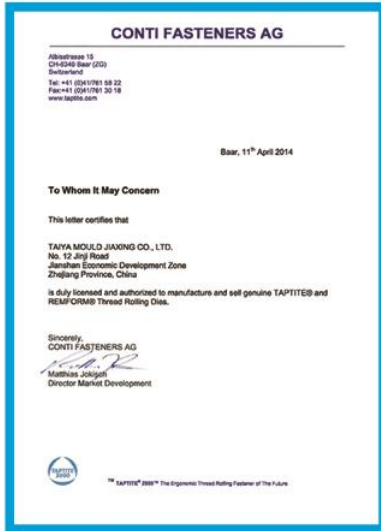 CONTI FASTENERS AG
Albisstrasse 15
CH-6340 Baar (ZG)
Switzerland
Tel: +41 (0)41/761 58 22
Fax:+41 (0)41/761 30 18
www.taptite.com
Baar, 11th April 2014
To Whom It May Concern
This letter certifies that
TAIYA MOULD JIAXING CO., LTD.
No. 12 Jinji Road
Jianshan Economic Development Zone
Zhejiang Province, China
is duly licensed and authorized to manufacture and sell genuine TAPTITE® and
REMFORM® Thread Rolling Dies.
Sincerely,
CONTI FASTENERS AG
Matthias Jokisch
Director Market Development
TAPTITE
2000
™ TAPTITE® 2000™ The Ergonomic Thread Rolling Fastener of The Future